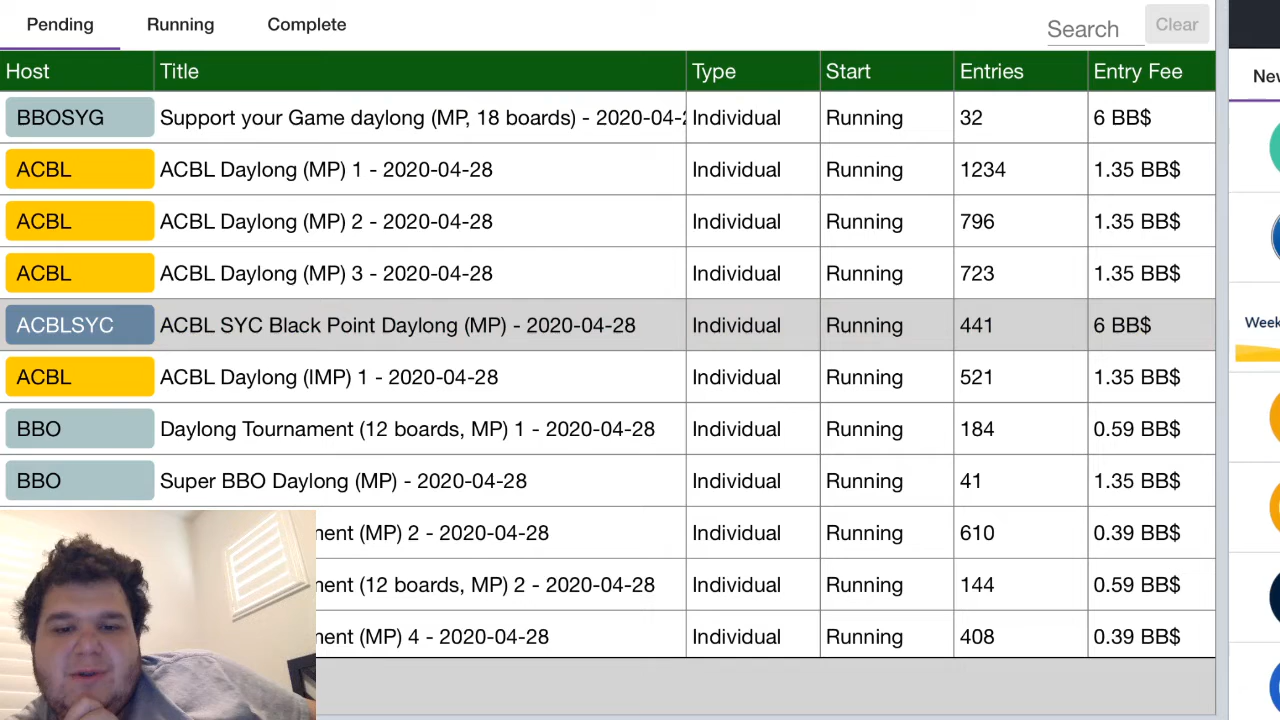 Pending Running Complete Search Clear
Host Title Type Start Entries Entry Fee
BBOSYG Support your Game daylong (MP, 18 boards) - 2020-04- Individual Running 32 6 BB$
ACBL ACBL Daylong (MP) 1 - 2020-04-28 Individual Running 1234 1.35 BB$
ACBL ACBL Daylong (MP) 2 - 2020-04-28 Individual Running 796 1.35 BB$
ACBL ACBL Daylong (MP) 3 - 2020-04-28 Individual Running 723 1.35 BB$
ACBLSYC ACBL SYC Black Point Daylong (MP) - 2020-04-28 Individual Running 441 6 BB$
Week
ACBL ACBL Daylong (IMP) 1 - 2020-04-28 Individual Running 521 1.35 BB$
BBO Daylong Tournament (12 boards, MP) 1 - 2020-04-28 Individual Running 184 0.59 BB$
BBO Super BBO Daylong (MP) - 2020-04-28 Individual Running 41 1.35 BB$
ment (MP) 2 - 2020-04-28 Individual Running 610 0.39 BB$
ment (12 boards, MP) 2 - 2020-04-28 Individual Running 144 0.59 BB$
ment (MP) 4 - 2020-04-28 Individual Running 408 0.39 BB$